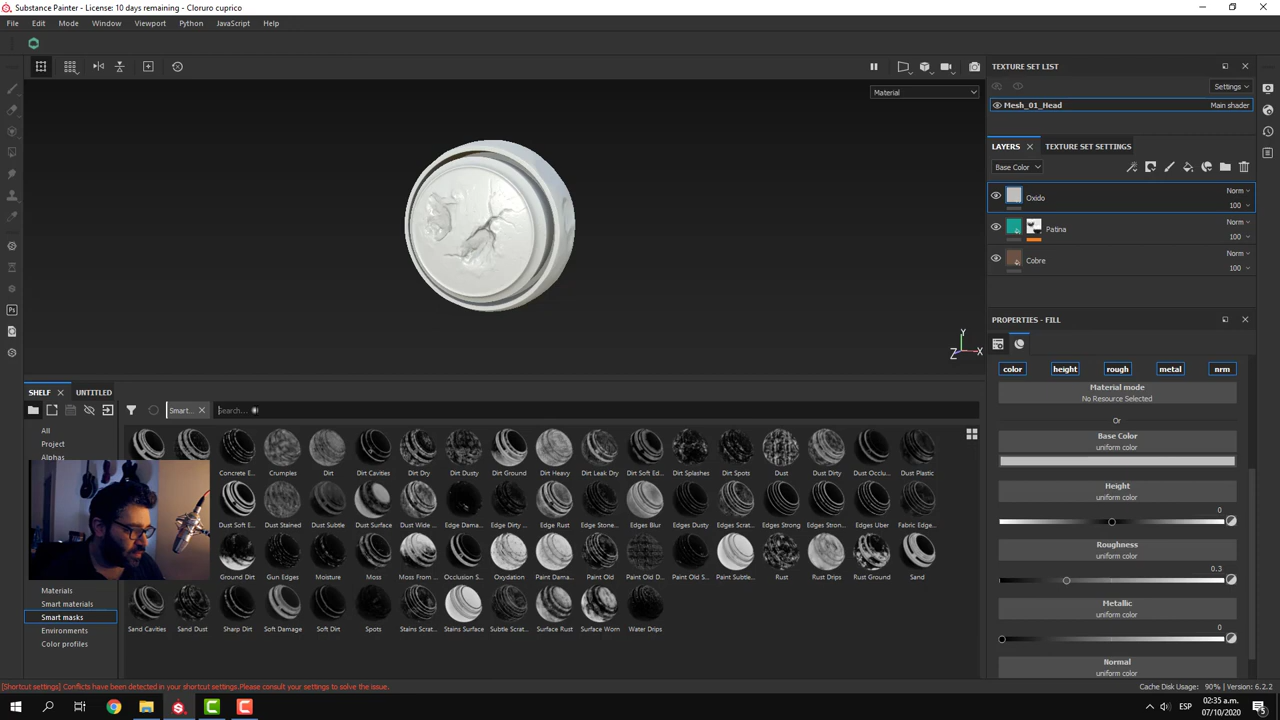 Substance Painter - License: 10 days remaining - Cloruro cuprico
File Edit Mode Window Viewport Python JavaScript Help
Material
TEXTURE SET LIST
Settings
Mesh_01_Head Main shader
LAYERS TEXTURE SET SETTINGS
Base Color
Oxido Norm 100
Patina Norm 100
Cobre Norm 100
Y
Z X
PROPERTIES - FILL
color height rough metal nrm
Material mode
No Resource Selected
Or
Base Color
uniform color
Height
uniform color
0
Roughness
uniform color
0.3
Metallic
uniform color
0
Normal
uniform color
SHELF UNTITLED
Smart... Search...
All
Project
Alphas
Materials
Smart materials
Smart masks
Environments
Color profiles
Concrete E... Crumples Dirt Dirt Cavities Dirt Dry Dirt Dusty Dirt Ground Dirt Heavy Dirt Leak Dry Dirt Soft Ed... Dirt Splashes Dirt Spots Dust Dust Dirty Dust Occlu... Dust Plastic
Dust Soft E... Dust Stained Dust Subtle Dust Surface Dust Wide ... Edge Dama... Edge Dirty ... Edge Rust Edge Stone... Edges Blur Edges Dusty Edges Scrat... Edges Strong Edges Stron... Edges Uber Fabric Edge...
Ground Dirt Gun Edges Moisture Moss Moss From ... Occlusion S... Oxydation Paint Dama... Paint Old Paint Old D... Paint Old S... Paint Subtle... Rust Rust Drips Rust Ground Sand
Sand Cavities Sand Dust Sharp Dirt Soft Damage Soft Dirt Spots Stains Scrat... Stains Surface Subtle Scrat... Surface Rust Surface Worn Water Drips
[Shortcut settings] Conflicts have been detected in your shortcut settings.Please consult your settings to solve the issue.
Cache Disk Usage: 90% | Version: 6.2.2
Ps
ESP
02:35 a.m.
07/10/2020
5